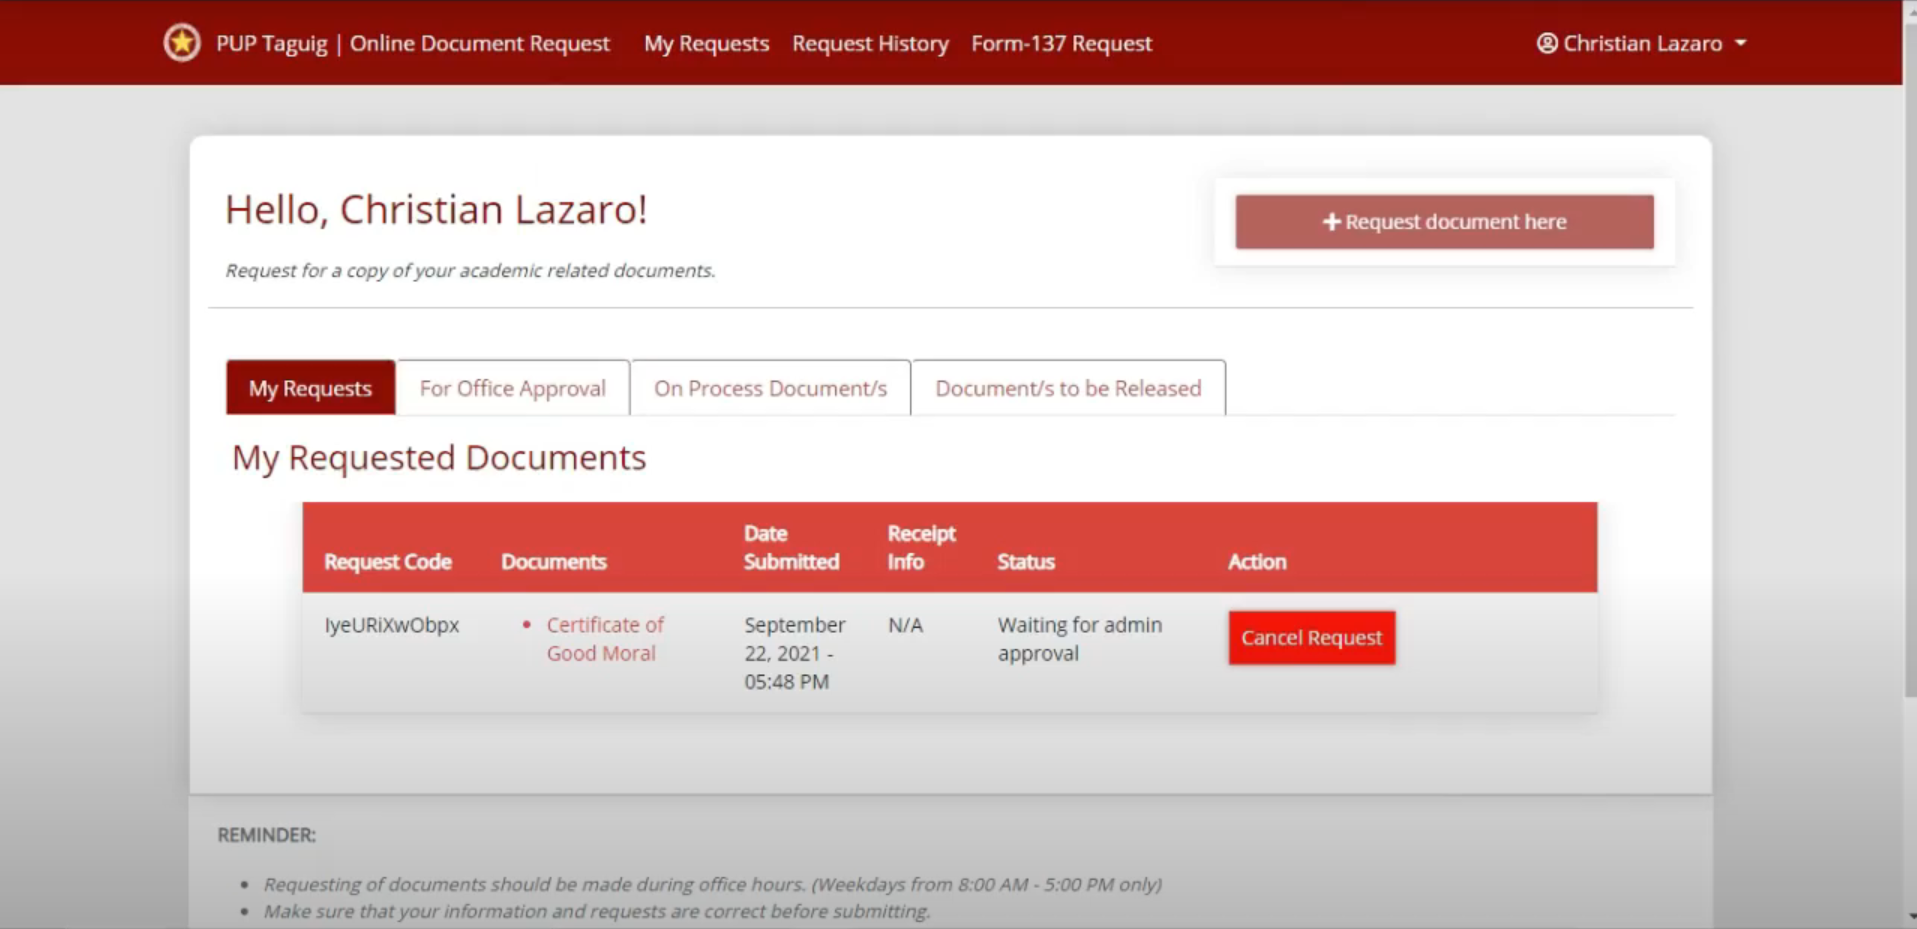 PUP Taguig | Online Document Request My Requests Request History Form-137 Request Christian Lazaro
Hello, Christian Lazaro!
Request document here
Request for a copy of your academic related documents.
My Requests For Office Approval On Process Document/s Document/s to be Released
My Requested Documents
Request Code Documents Date Submitted Receipt Info Status Action
IyeURiXwObpx
Certificate of
Good Moral
September
22, 2021 -
05:48 PM
N/A
Waiting for admin
approval
Cancel Request
REMINDER:
Requesting of documents should be made during office hours. (Weekdays from 8:00 AM - 5:00 PM only)
Make sure that your information and requests are correct before submitting.